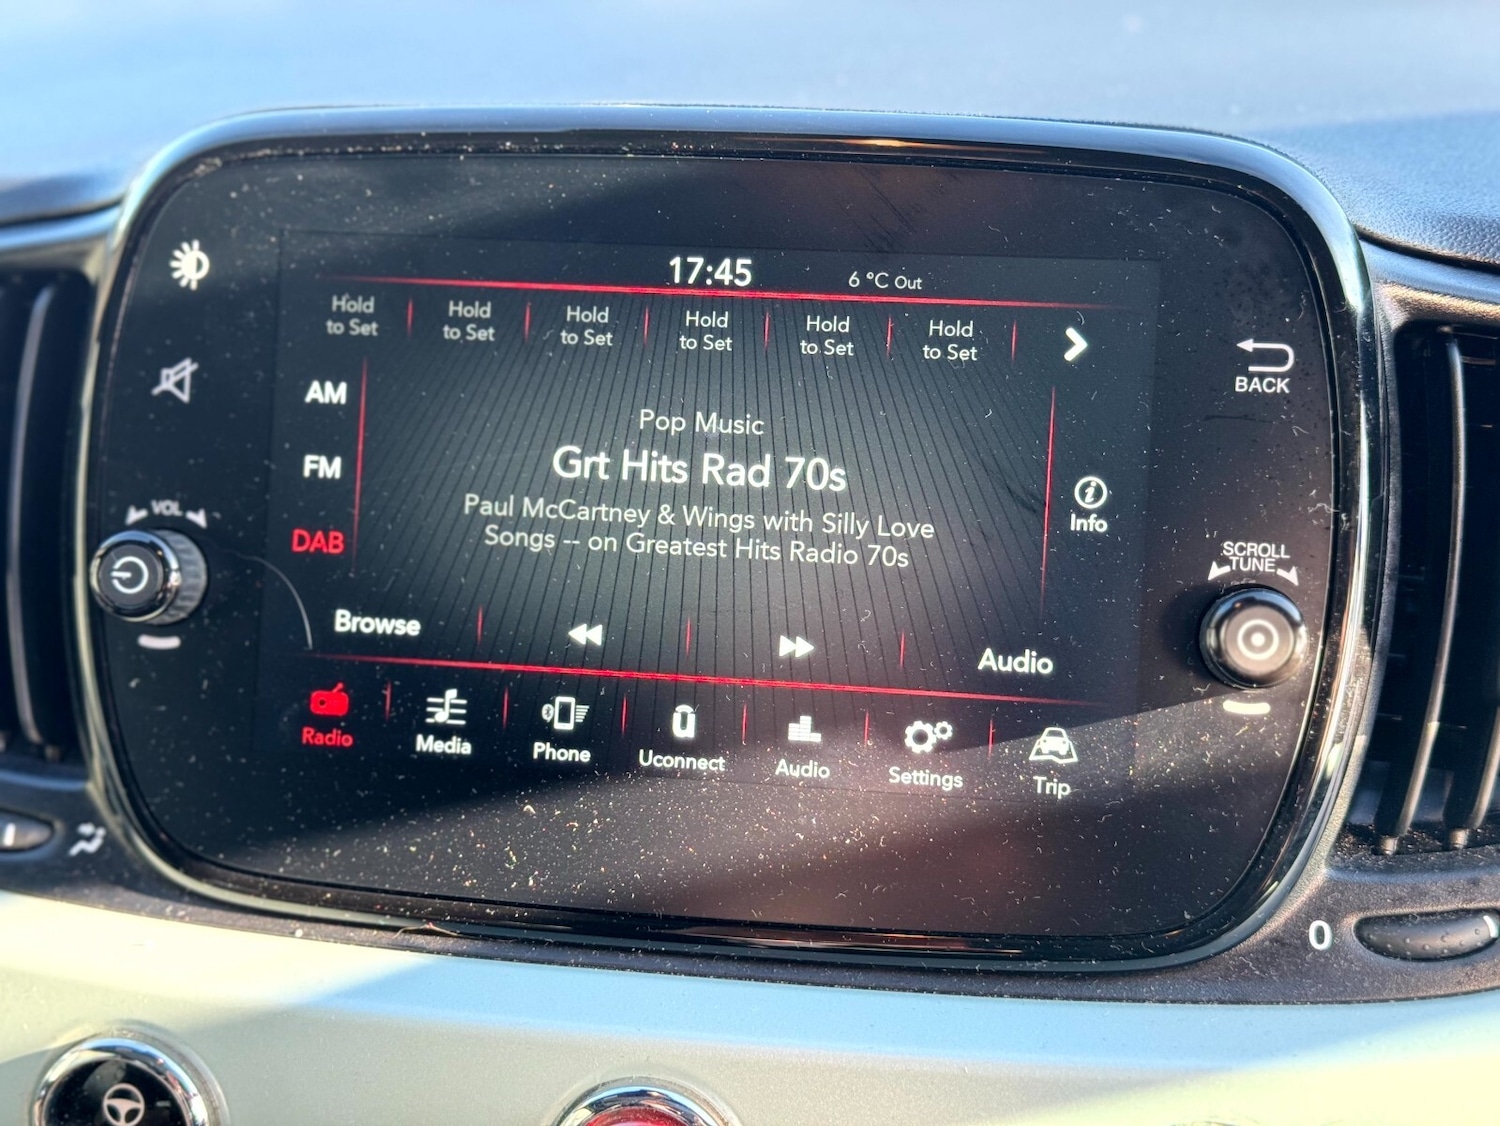 17:45
6 °C Out
Hold to Set
Hold to Set
Hold to Set
Hold to Set
Hold to Set
Hold to Set
AM
FM
DAB
Pop Music
Grt Hits Rad 70s
Paul McCartney & Wings with Silly Love
Songs -- on Greatest Hits Radio 70s
Info
BACK
VOL
SCROLL
TUNE
Browse
Audio
Radio
Media
Phone
Uconnect
Audio
Settings
Trip
0